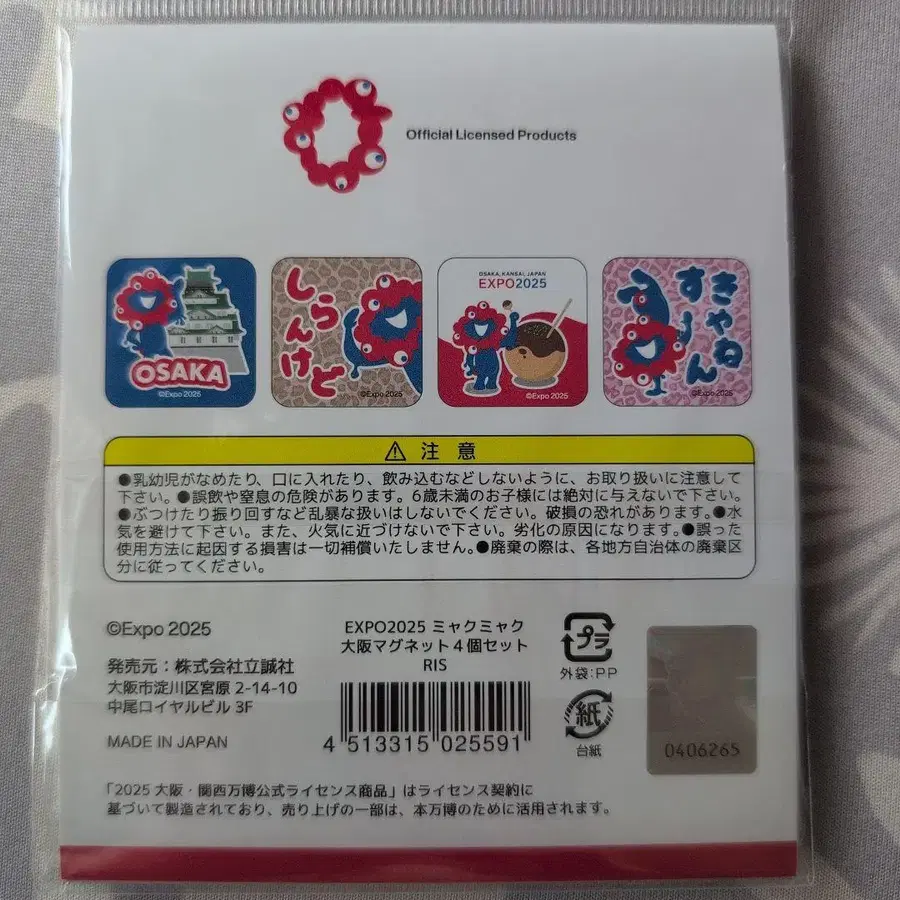 Official Licensed Products
OSAKA
©Expo 2025
しらんけど
©Expo 2025
OSAKA, KANSAI, JAPAN
EXPO2025
©Expo 2025
きゃねすーん
©Expo 2025
注意
●乳幼児がなめたり、口に入れたり、飲み込むなどしないように、お取り扱いに注意して
下さい。●誤飲や窒息の危険があります。6歳未満のお子様には絶対に与えないで下さい。
●ぶつけたり振り回すなど乱暴な扱いはしないでください。破損の恐れがあります。●水
気を避けて下さい。また、火気に近づけないで下さい。劣化の原因になります。●誤った
使用方法に起因する損害は一切補償いたしません。●廃棄の際は、各地方自治体の廃棄区
分に従ってください。
©Expo 2025
発売元：株式会社立誠社
大阪市淀川区宮原 2-14-10
中尾ロイヤルビル 3F
MADE IN JAPAN
EXPO2025 ミャクミャク
大阪マグネット4個セット
RIS
4 513315 025591
プラ
外袋:PP
紙
台紙
0406265
「2025 大阪・関西万博公式ライセンス商品」はライセンス契約に
基づいて製造されており、売り上げの一部は、本万博のために活用されます。